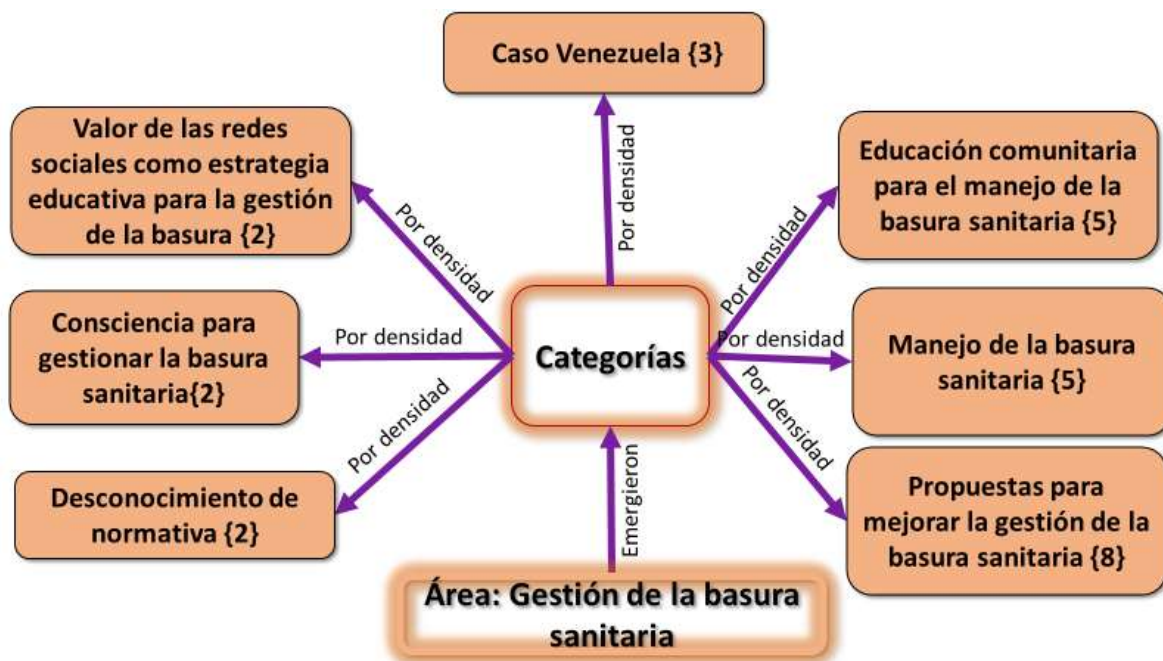 Caso Venezuela {3}
Valor de las redes
sociales como estrategia
educativa para la gestión
de la basura {2}
Por densidad
Por densidad
Por densidad
Educación comunitaria
para el manejo de la
basura sanitaria {5}
Consciencia para
gestionar la basura
sanitaria{2}
Por densidad
Categorías
Por densidad
Manejo de la basura
sanitaria {5}
Por densidad
Por densidad
Desconocimiento de
normativa {2}
Emergieron
Propuestas para
mejorar la gestión de la
basura sanitaria {8}
Área: Gestión de la basura
sanitaria